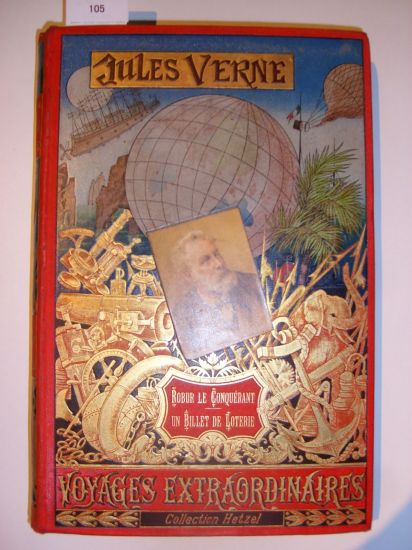 105
JULES VERNE
ROBUR LE CONQUÉRANT
UN BILLET DE LOTERIE
VOYAGES EXTRAORDINAIRES
Collection Hetzel